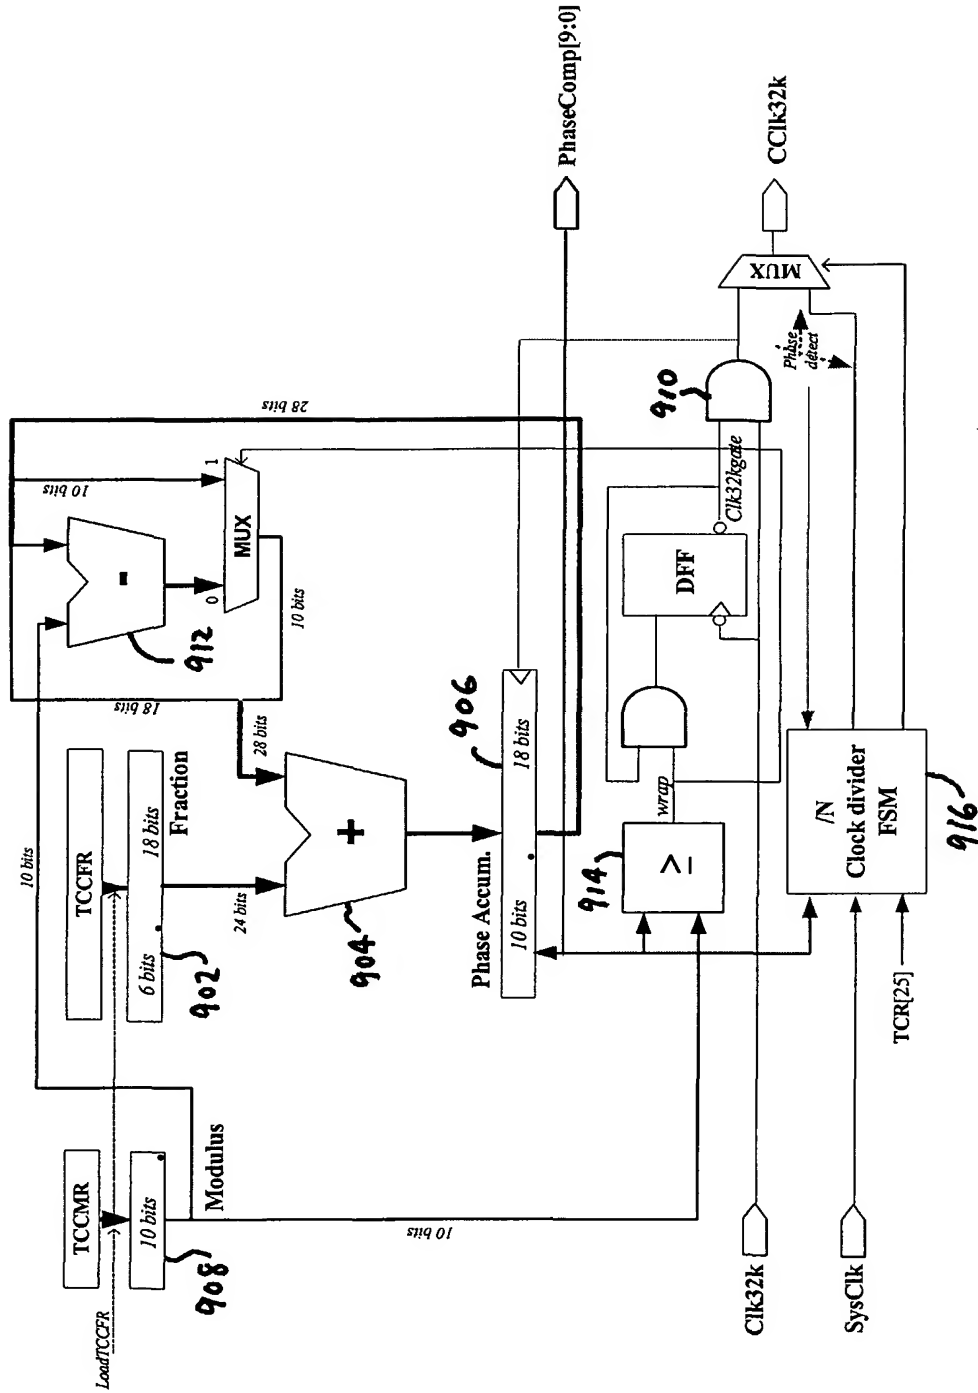 10 bits
28 bits
10 bits
TCCMR
TCCFR
LoadTCCFR
10 bits
6 bits
18 bits
18 bits
-
908
902
912
Modulus
Fraction
0
1
MUX
24 bits
28 bits
10 bits
+
904
10 bits
906
Phase Accum.
10 bits
18 bits
PhaseComp[9:0]
914
≥
wrap
DFF
Clk32kgate
910
Clk32k
MUX
CClk32k
Phase
detect
SysClk
/N
Clock divider
FSM
TCR[25]
916